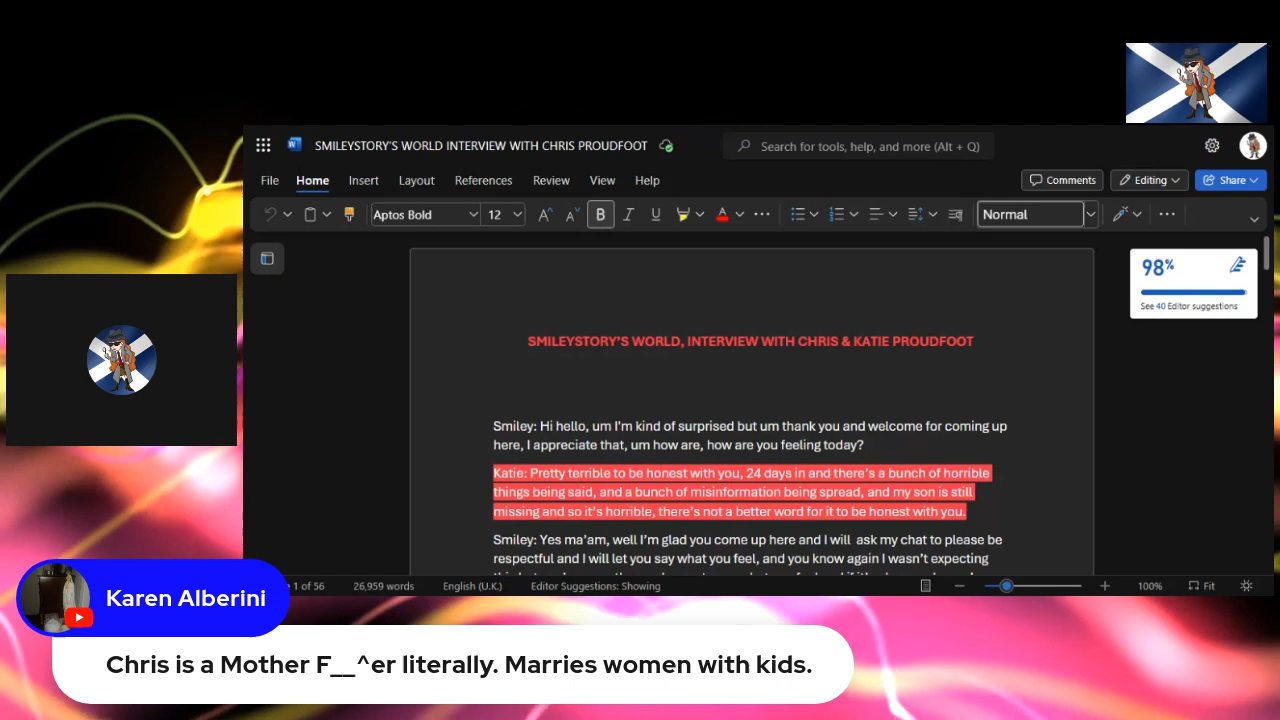 SMILEYSTORY'S WORLD INTERVIEW WITH CHRIS PROUDFOOT
Search for tools, help, and more (Alt + Q)
File Home Insert Layout References Review View Help
Comments Editing Share
Aptos Bold 12 A A B I U A Normal
98%
See 40 Editor suggestions
SMILEYSTORY'S WORLD, INTERVIEW WITH CHRIS & KATIE PROUDFOOT
Smiley: Hi hello, um I'm kind of surprised but um thank you and welcome for coming up
here, I appreciate that, um how are, how are you feeling today?
Katie: Pretty terrible to be honest with you, 24 days in and there's a bunch of horrible
things being said, and a bunch of misinformation being spread, and my son is still
missing and so it's horrible, there's not a better word for it to be honest with you.
Smiley: Yes ma'am, well I'm glad you come up here and I will ask my chat to please be
respectful and I will let you say what you feel, and you know again I wasn't expecting
1 of 56 26,959 words English (U.K.) Editor Suggestions: Showing 100% Fit
Karen Alberini
Chris is a Mother F__^er literally. Marries women with kids.